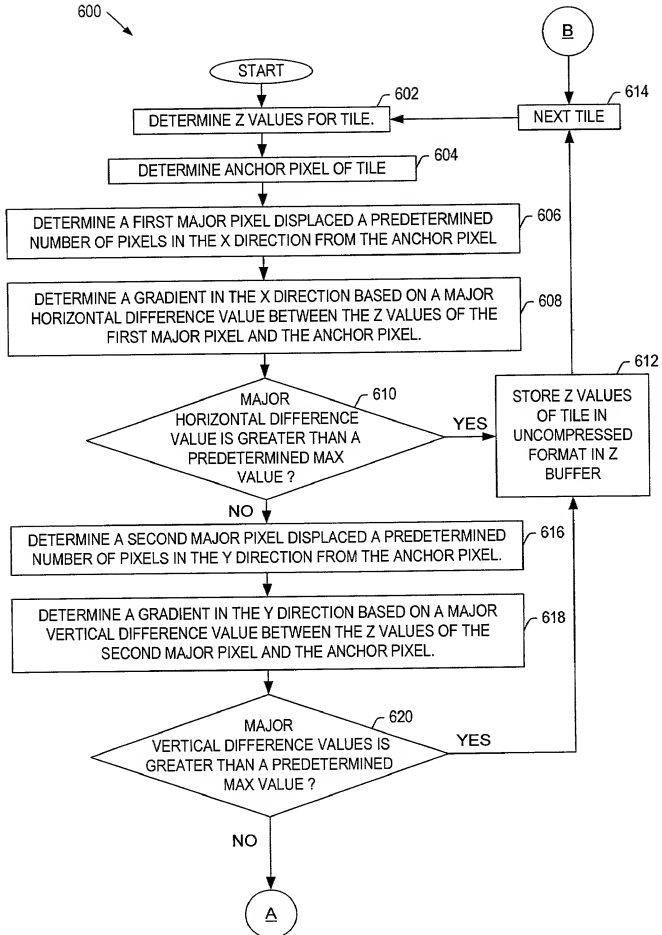 600
B
START
614
602
NEXT TILE
DETERMINE Z VALUES FOR TILE.
604
DETERMINE ANCHOR PIXEL OF TILE
DETERMINE A FIRST MAJOR PIXEL DISPLACED A PREDETERMINED
NUMBER OF PIXELS IN THE X DIRECTION FROM THE ANCHOR PIXEL
606
DETERMINE A GRADIENT IN THE X DIRECTION BASED ON A MAJOR
HORIZONTAL DIFFERENCE VALUE BETWEEN THE Z VALUES OF THE
FIRST MAJOR PIXEL AND THE ANCHOR PIXEL.
608
612
MAJOR
HORIZONTAL DIFFERENCE
VALUE IS GREATER THAN A
PREDETERMINED MAX
VALUE ?
610
YES
STORE Z VALUES
OF TILE IN
UNCOMPRESSED
FORMAT IN Z
BUFFER
NO
DETERMINE A SECOND MAJOR PIXEL DISPLACED A PREDETERMINED
NUMBER OF PIXELS IN THE Y DIRECTION FROM THE ANCHOR PIXEL.
616
DETERMINE A GRADIENT IN THE Y DIRECTION BASED ON A MAJOR
VERTICAL DIFFERENCE VALUE BETWEEN THE Z VALUES OF THE
SECOND MAJOR PIXEL AND THE ANCHOR PIXEL.
618
MAJOR
VERTICAL DIFFERENCE VALUES IS
GREATER THAN A PREDETERMINED
MAX VALUE ?
620
YES
NO
A